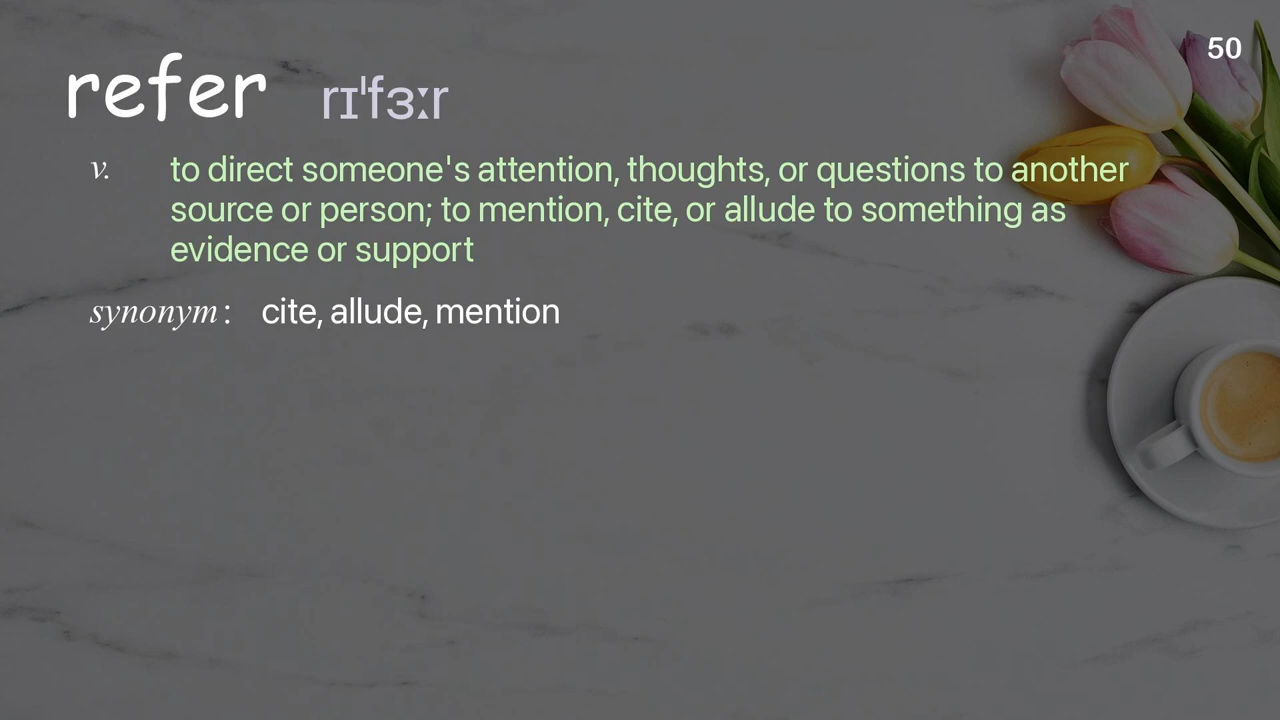 50
refer rɪˈfɜːr
v. to direct someone's attention, thoughts, or questions to another
source or person; to mention, cite, or allude to something as
evidence or support
synonym: cite, allude, mention